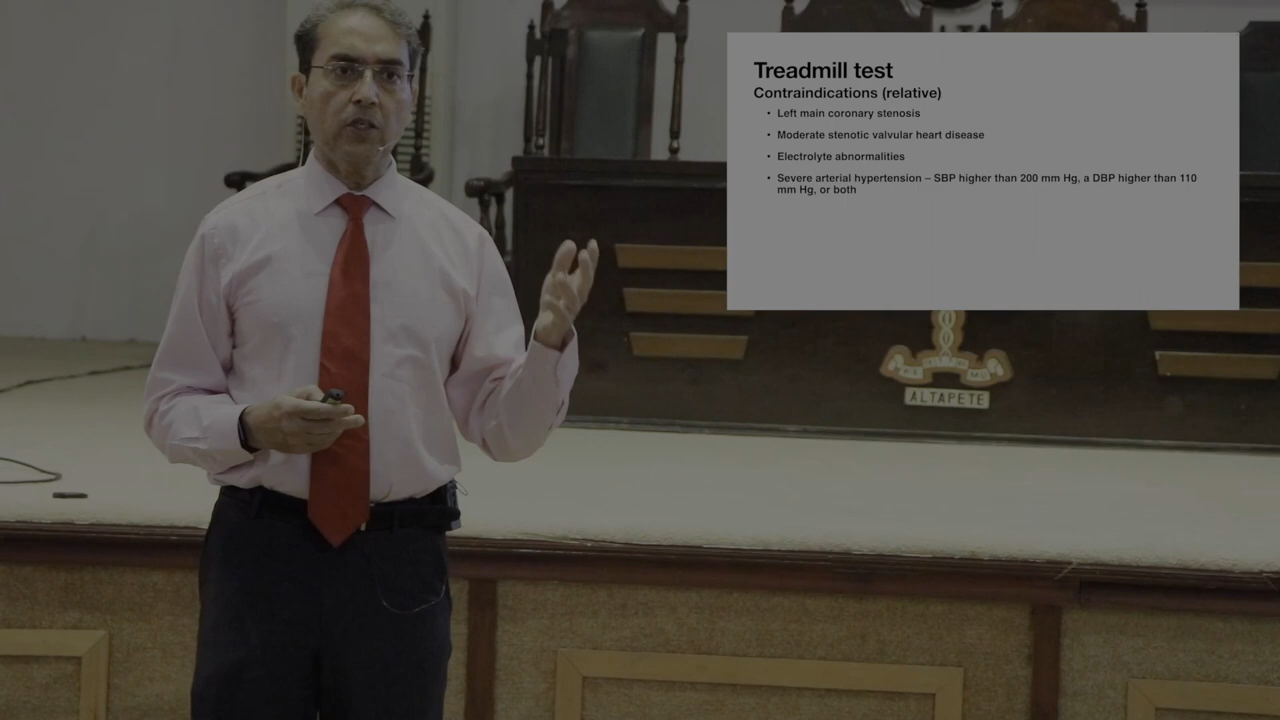 Treadmill test
Contraindications (relative)
• Left main coronary stenosis
• Moderate stenotic valvular heart disease
• Electrolyte abnormalities
• Severe arterial hypertension – SBP higher than 200 mm Hg, a DBP higher than 110
mm Hg, or both
ALTAPETE